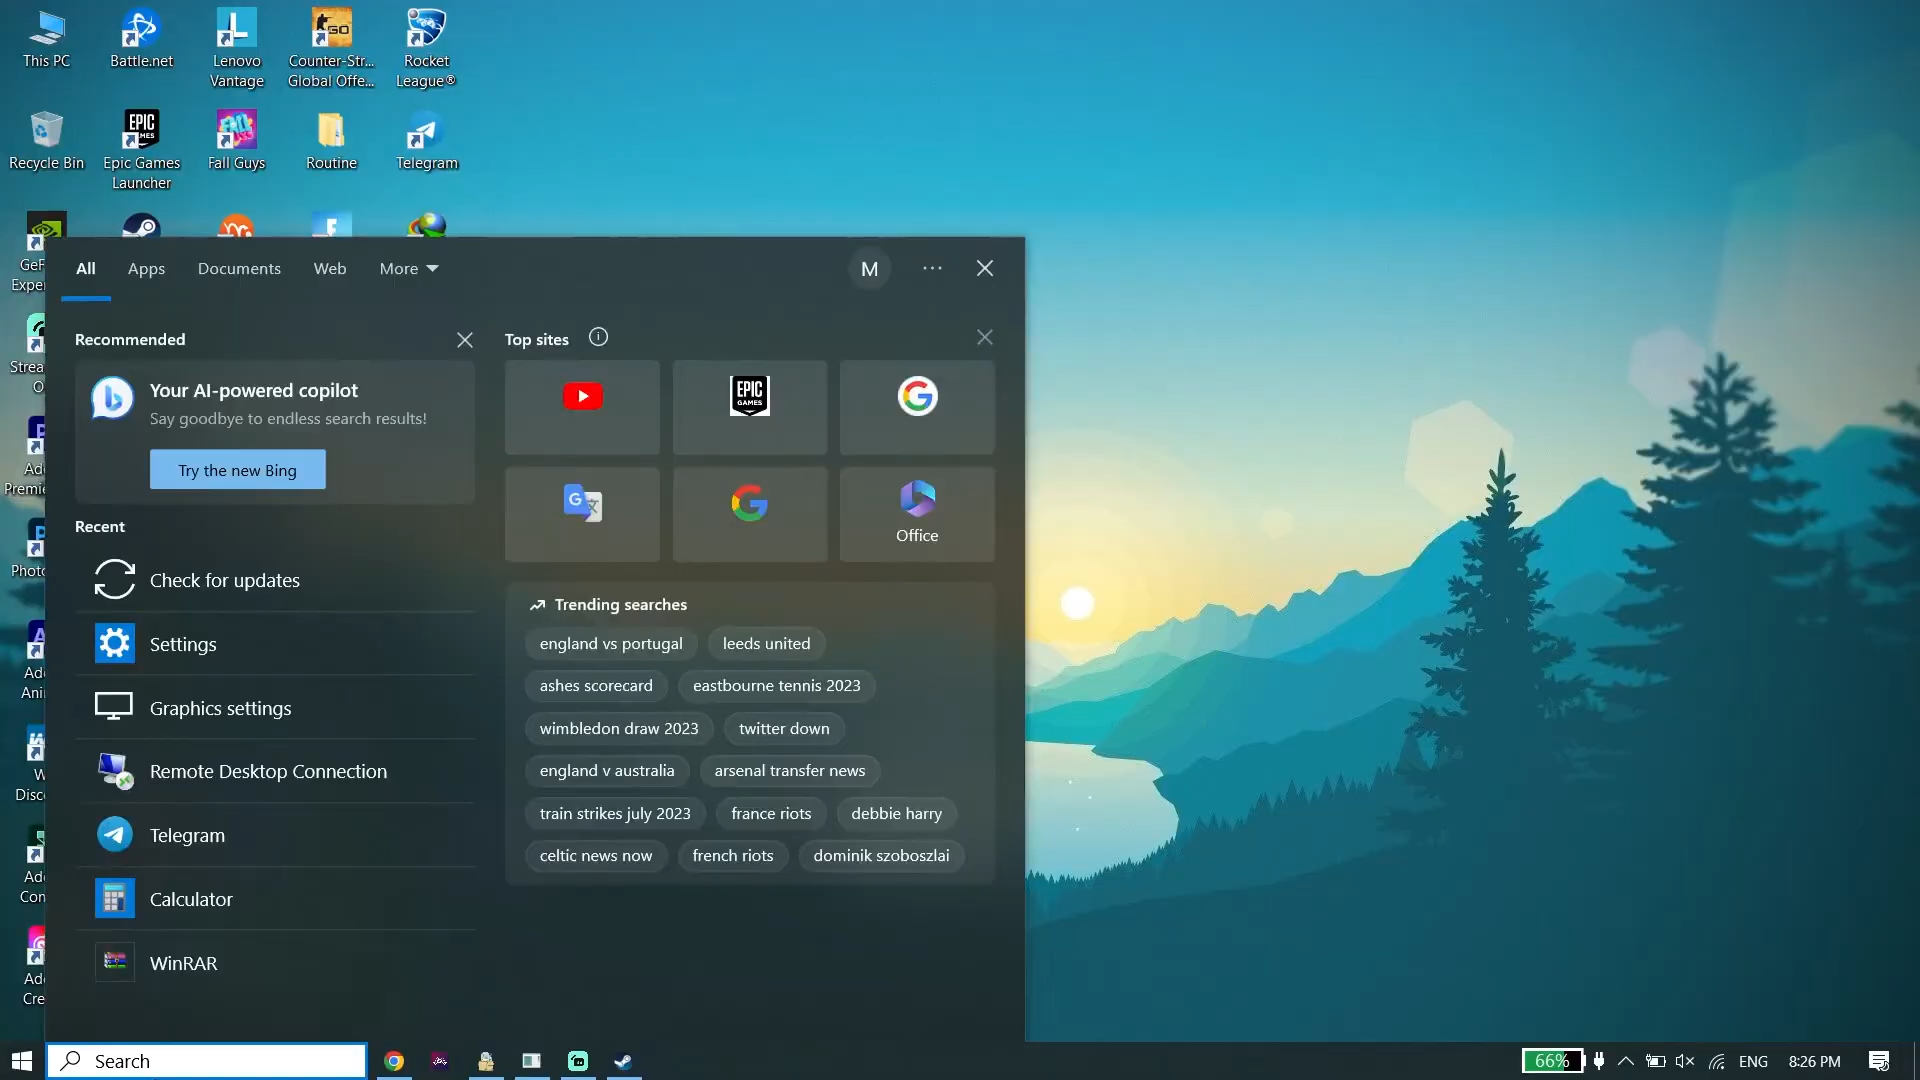 This PC
Battle.net
Lenovo
Vantage
Counter-Str...
Global Offe...
Rocket
League®
Recycle Bin
EPIC
GAMES
Epic Games
Launcher
Fall Guys
Routine
Telegram
All
Apps
Documents
Web
More
M
Recommended
Your AI-powered copilot
Say goodbye to endless search results!
Try the new Bing
Top sites
EPIC
GAMES
Office
Recent
Check for updates
Settings
Graphics settings
Remote Desktop Connection
Telegram
Calculator
WinRAR
Trending searches
england vs portugal
leeds united
ashes scorecard
eastbourne tennis 2023
wimbledon draw 2023
twitter down
england v australia
arsenal transfer news
train strikes july 2023
france riots
debbie harry
celtic news now
french riots
dominik szoboszlai
Search
66%
ENG
8:26 PM